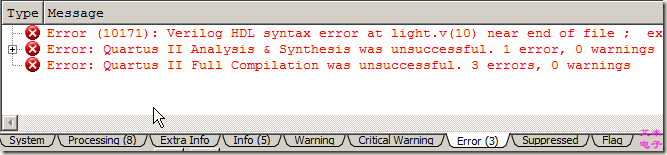 Type Message
Error (10171): Verilog HDL syntax error at light.v(10) near end of file ;  ex
Error: Quartus II Analysis & Synthesis was unsuccessful. 1 error, 0 warnings
Error: Quartus II Full Compilation was unsuccessful. 3 errors, 0 warnings
System Processing (8) Extra Info Info (5) Warning Critical Warning Error (3) Suppressed Flag
电子